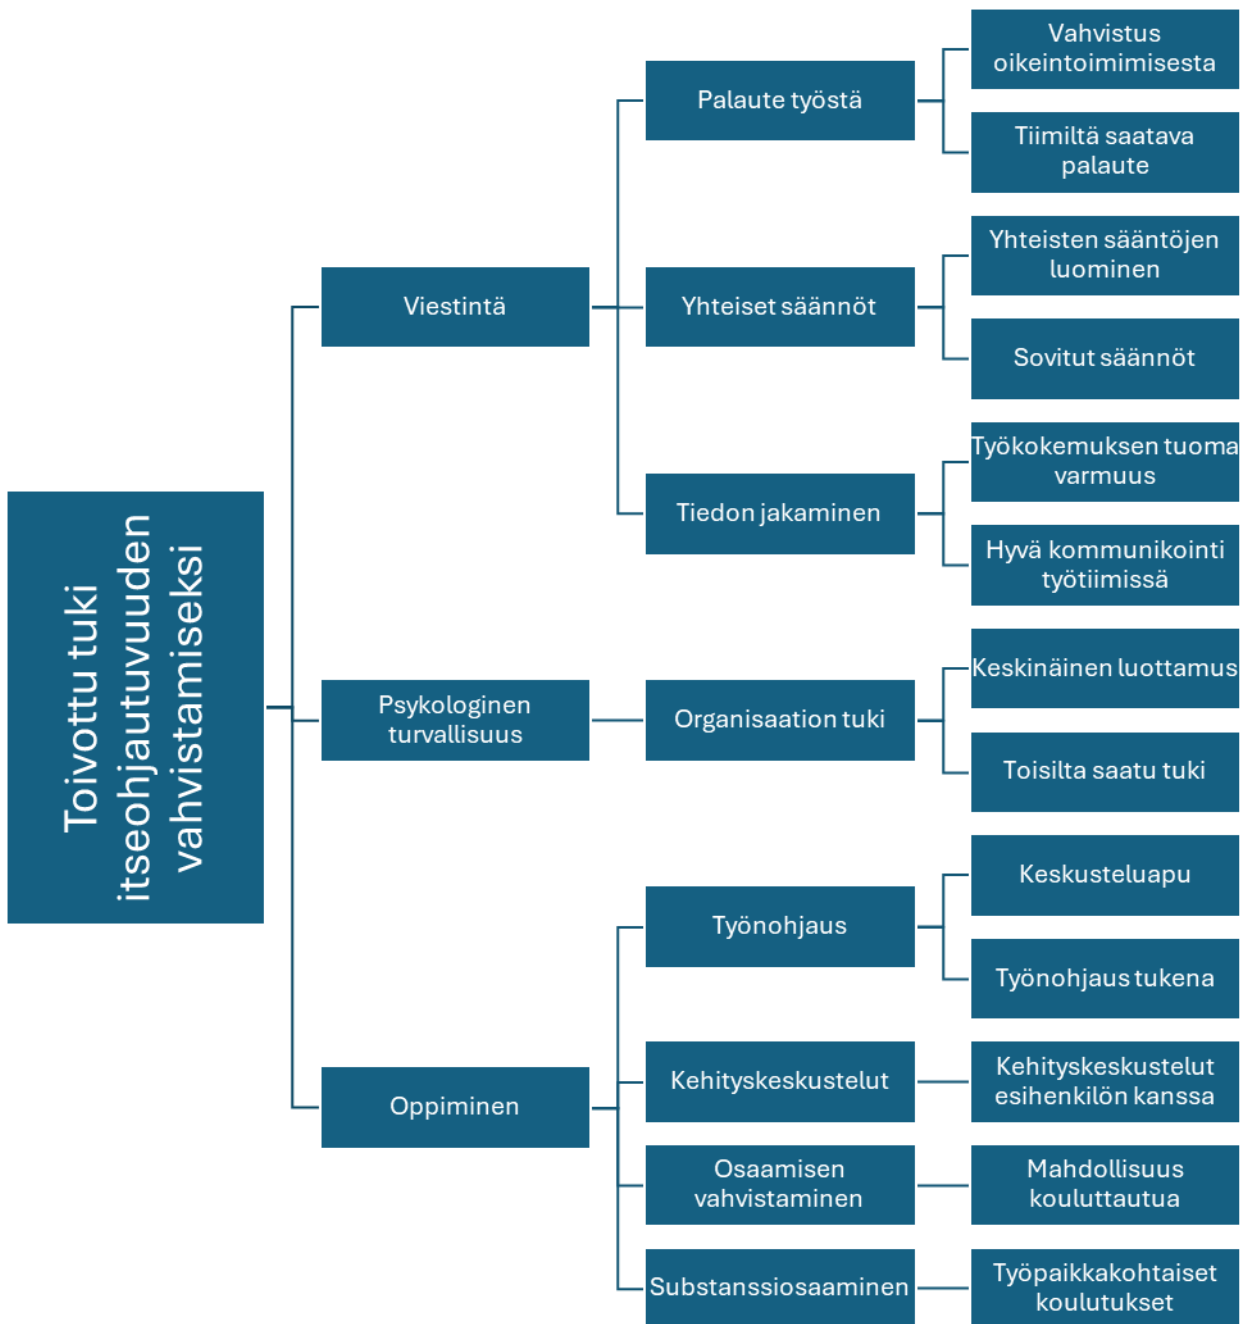 Toivottu tuki
itseohjautuvuuden
vahvistamiseksi
Viestintä
Palaute työstä
Vahvistus
oikeintoimimisesta
Tiimiltä saatava
palaute
Yhteiset säännöt
Yhteisten sääntöjen
luominen
Sovitut säännöt
Tiedon jakaminen
Työkokemuksen tuoma
varmuus
Hyvä kommunikointi
työtiimissä
Psykologinen
turvallisuus
Organisaation tuki
Keskinäinen luottamus
Toisilta saatu tuki
Oppiminen
Työnohjaus
Keskusteluapu
Työnohjaus tukena
Kehityskeskustelut
Kehityskeskustelut
esihenkilön kanssa
Osaamisen
vahvistaminen
Mahdollisuus
kouluttautua
Substanssiosaaminen
Työpaikkakohtaiset
koulutukset